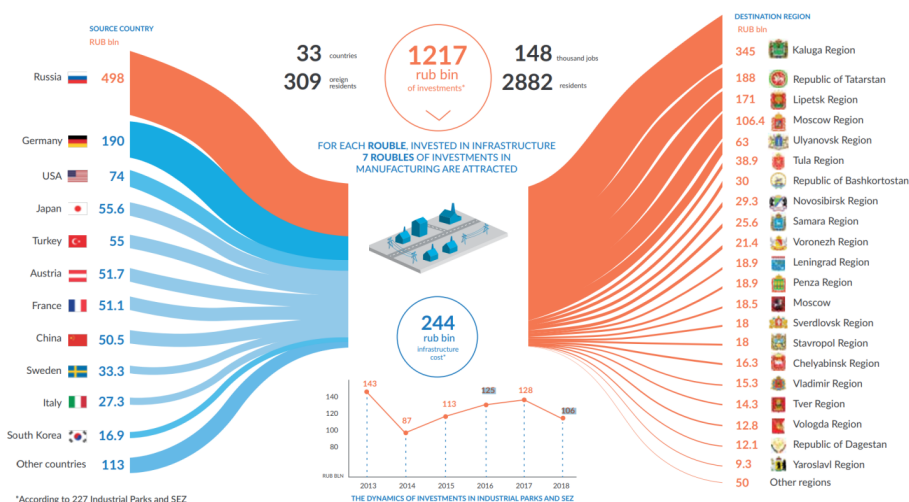 SOURCE COUNTRY
RUB bln
Russia 498
Germany 190
USA 74
Japan 55.6
Turkey 55
Austria 51.7
France 51.1
China 50.5
Sweden 33.3
Italy 27.3
South Korea 16.9
Other countries 113
*According to 227 Industrial Parks and SEZ
33 countries
309 oreign
residents
1217
rub bin
of investments*
148 thousand jobs
2882 residents
FOR EACH ROUBLE, INVESTED IN INFRASTRUCTURE
7 ROUBLES OF INVESTMENTS IN
MANUFACTURING ARE ATTRACTED
244
rub bin
infrastructure
cost*
140
120
100
80
RUB BLN
143
87
113
125
128
106
2013 2014 2015 2016 2017 2018
THE DYNAMICS OF INVESTMENTS IN INDUSTRIAL PARKS AND SEZ
DESTINATION REGION
RUB bln
345 Kaluga Region
188 Republic of Tatarstan
171 Lipetsk Region
106.4 Moscow Region
63 Ulyanovsk Region
38.9 Tula Region
30 Republic of Bashkortostan
29.3 Novosibirsk Region
25.6 Samara Region
21.4 Voronezh Region
18.9 Leningrad Region
18.9 Penza Region
18.5 Moscow
18 Sverdlovsk Region
18 Stavropol Region
16.3 Chelyabinsk Region
15.3 Vladimir Region
14.3 Tver Region
12.8 Vologda Region
12.1 Republic of Dagestan
9.3 Yaroslavl Region
50 Other regions